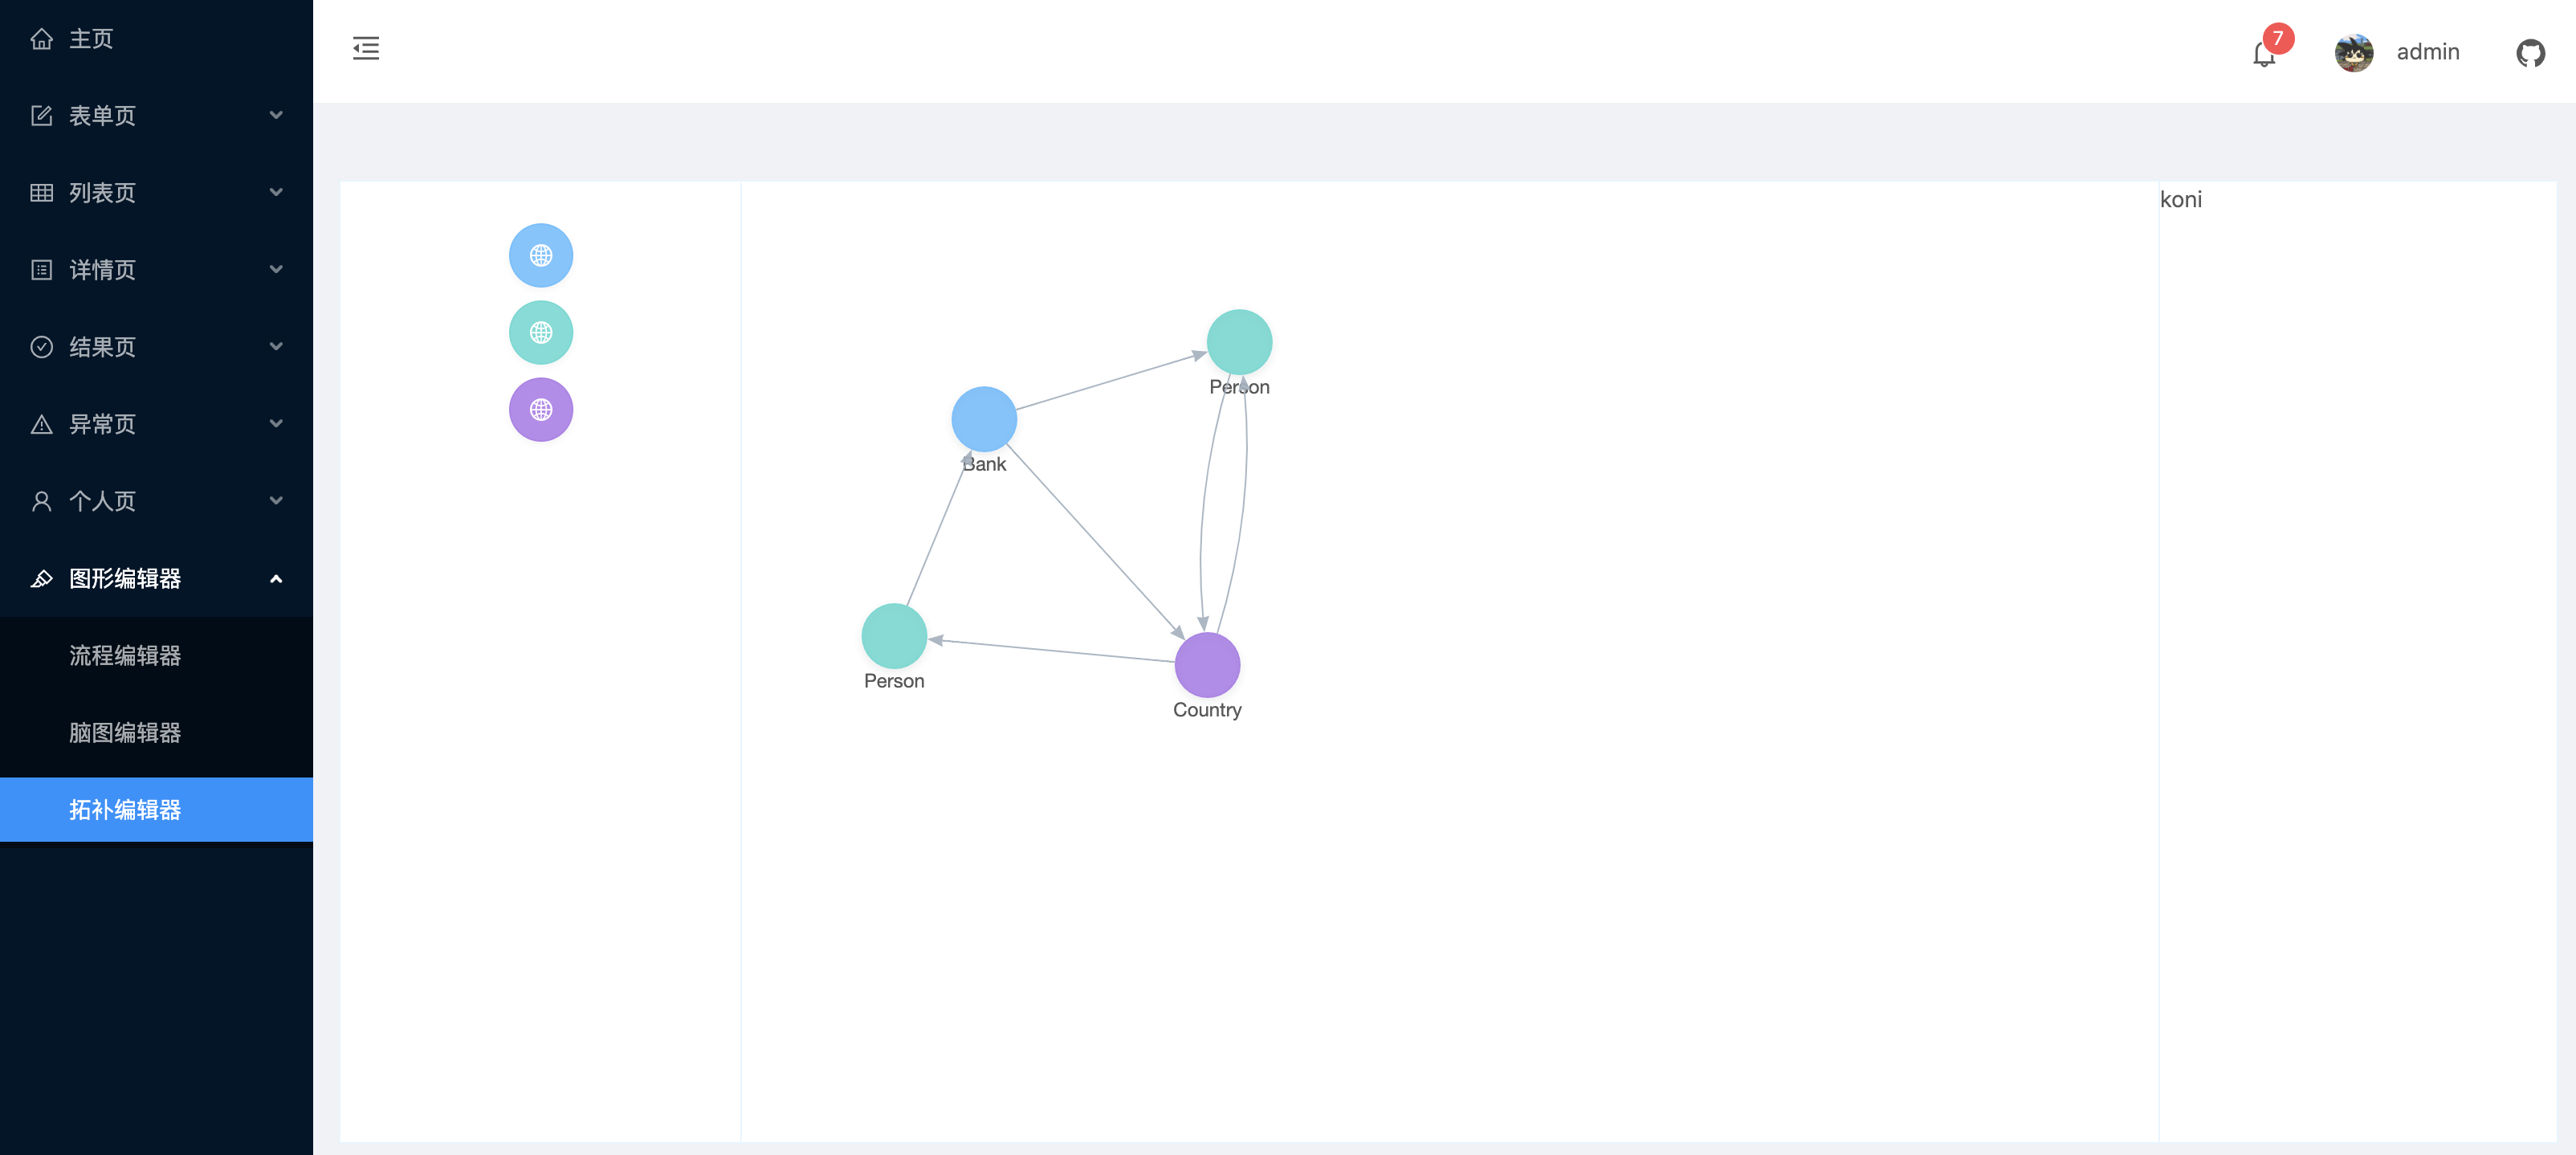 主页
表单页
列表页
详情页
结果页
异常页
个人页
图形编辑器
流程编辑器
脑图编辑器
拓补编辑器
7
admin
koni
Person
Bank
Person
Country